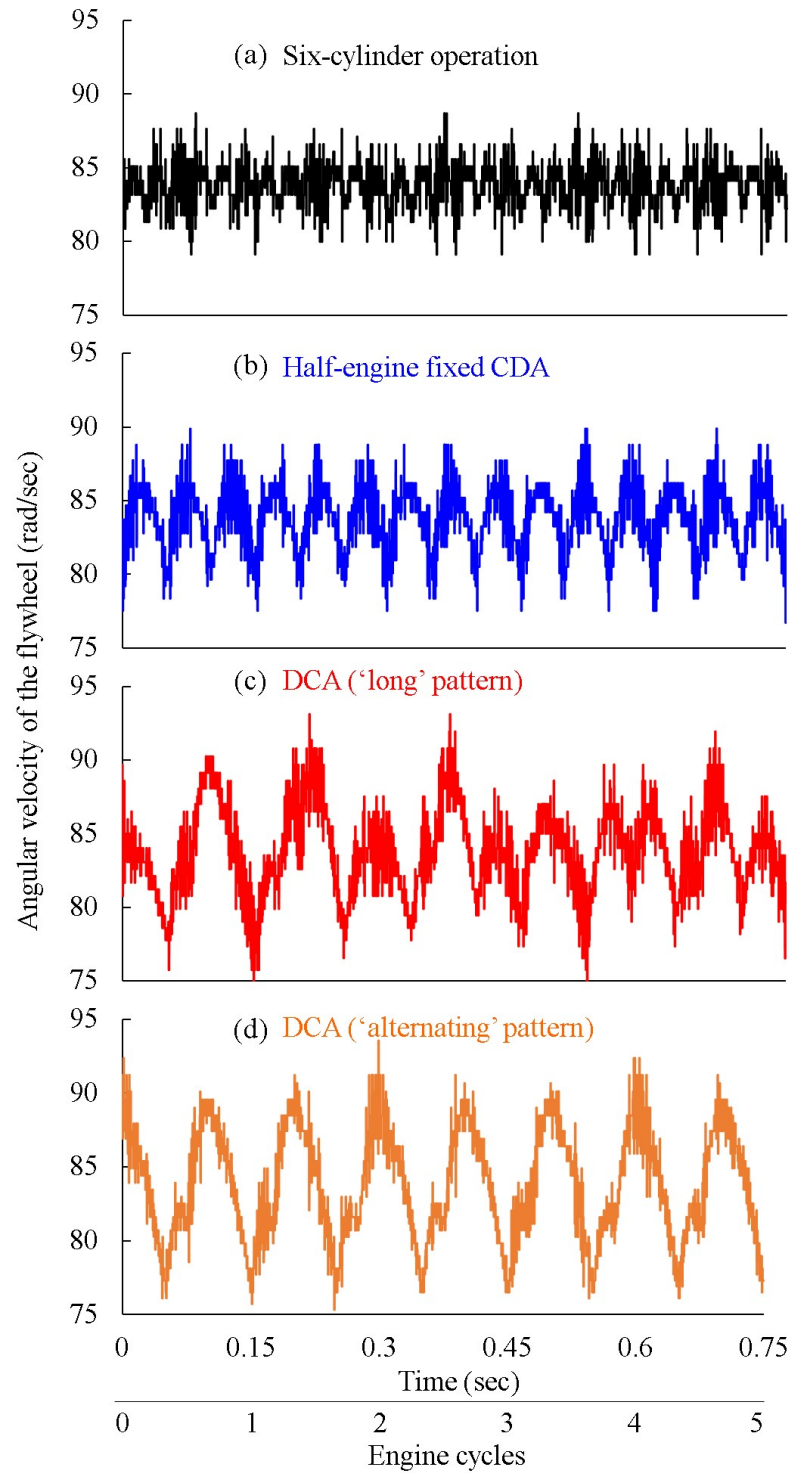 95
(a) Six-cylinder operation
90
85
80
75
95
(b) Half-engine fixed CDA
90
85
80
75
95
(c) DCA (‘long’ pattern)
90
85
80
75
95
(d) DCA (‘alternating’ pattern)
90
85
80
75
Angular velocity of the flywheel (rad/sec)
0 0.15 0.3 0.45 0.6 0.75
Time (sec)
0 1 2 3 4 5
Engine cycles